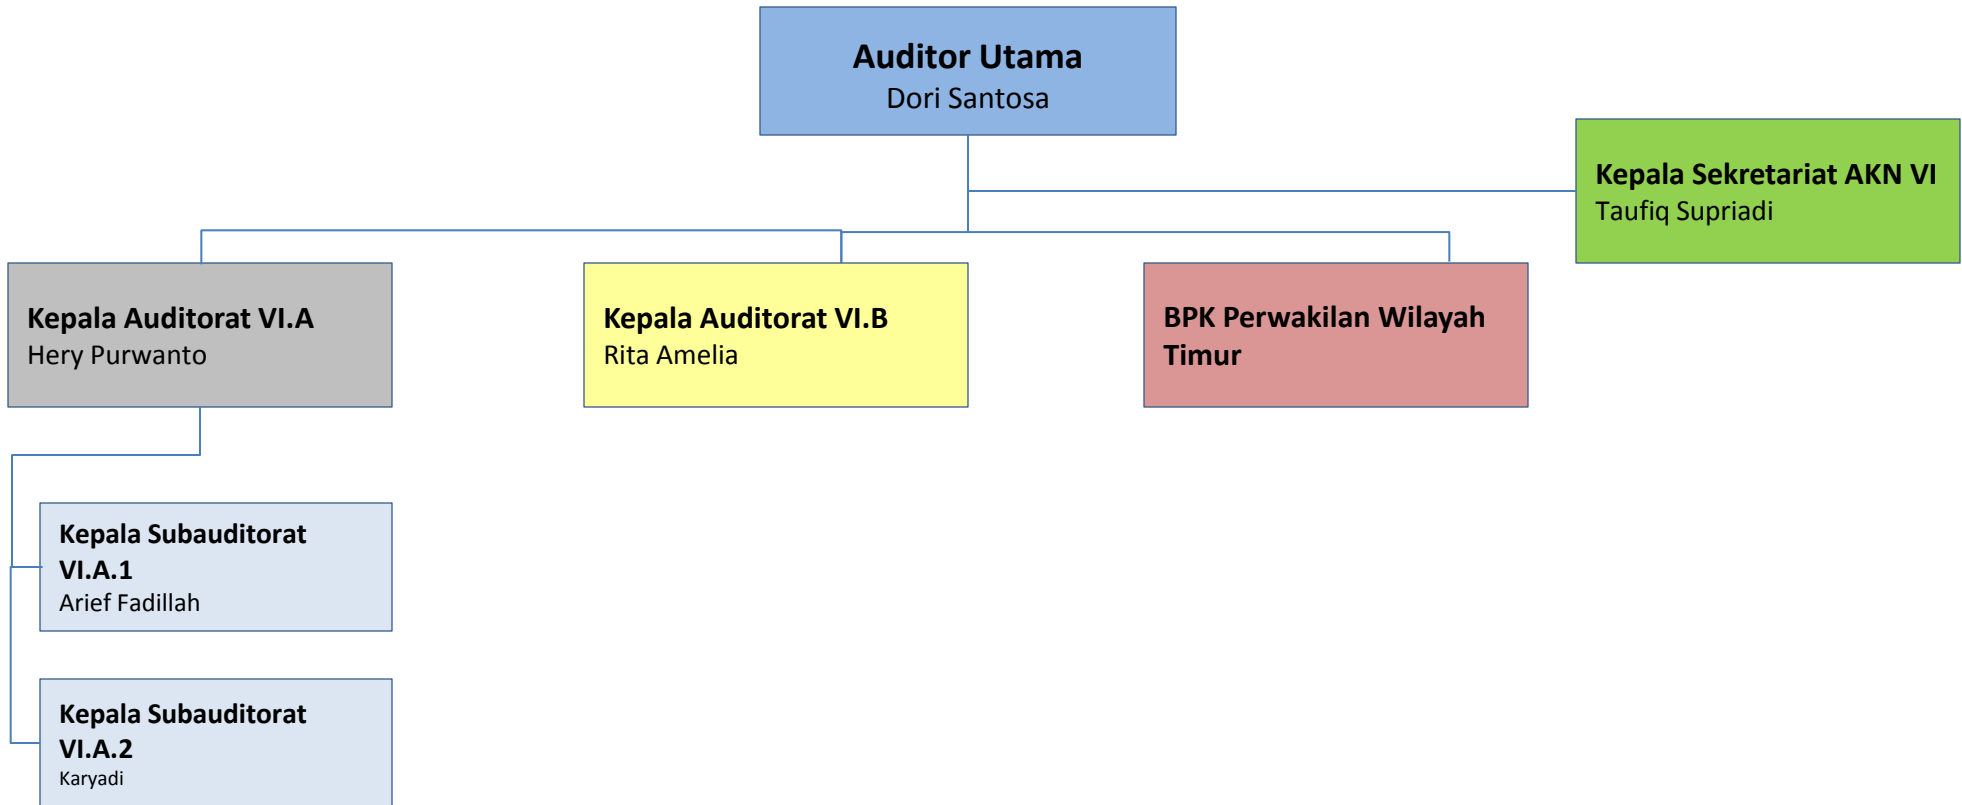 Auditor Utama
Dori Santosa
Kepala Sekretariat AKN VI
Taufiq Supriadi
Kepala Auditorat VI.A
Hery Purwanto
Kepala Auditorat VI.B
Rita Amelia
BPK Perwakilan Wilayah
Timur
Kepala Subauditorat
VI.A.1
Arief Fadillah
Kepala Subauditorat
VI.A.2
Karyadi